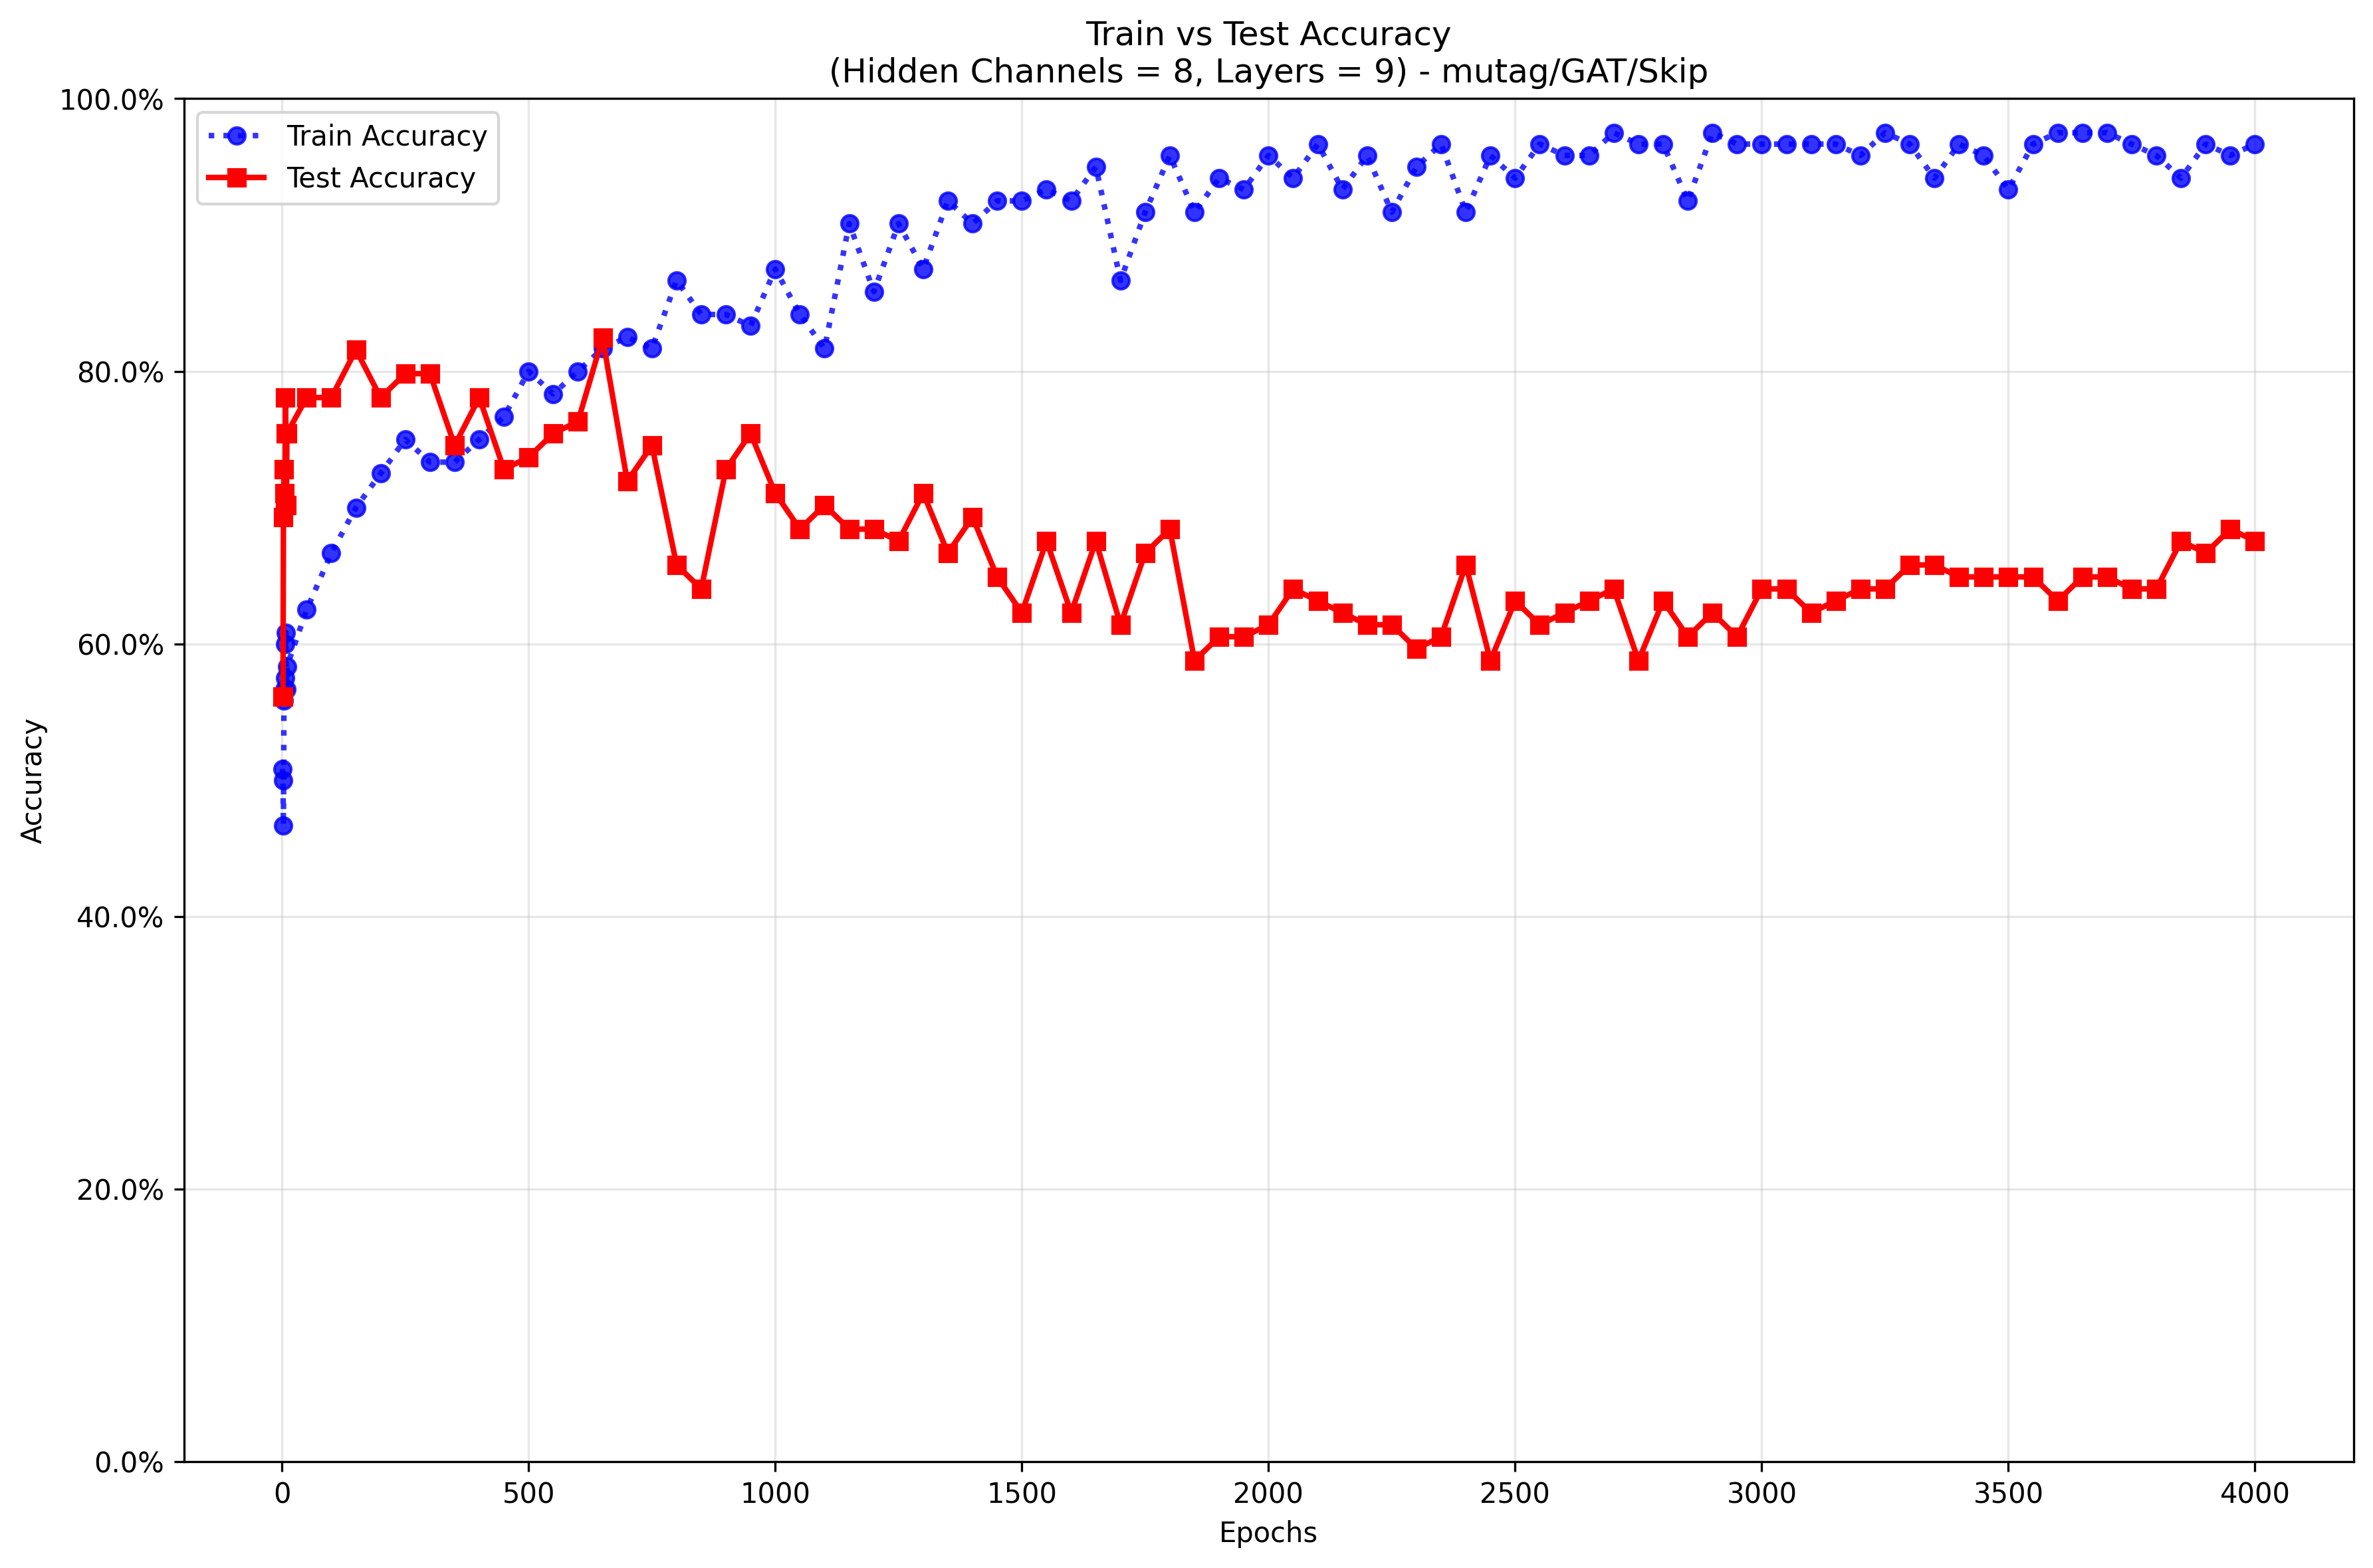 Train vs Test Accuracy
(Hidden Channels = 8, Layers = 9) - mutag/GAT/Skip
Train Accuracy
Test Accuracy
100.0%
80.0%
60.0%
40.0%
20.0%
0.0%
Accuracy
0 500 1000 1500 2000 2500 3000 3500 4000
Epochs